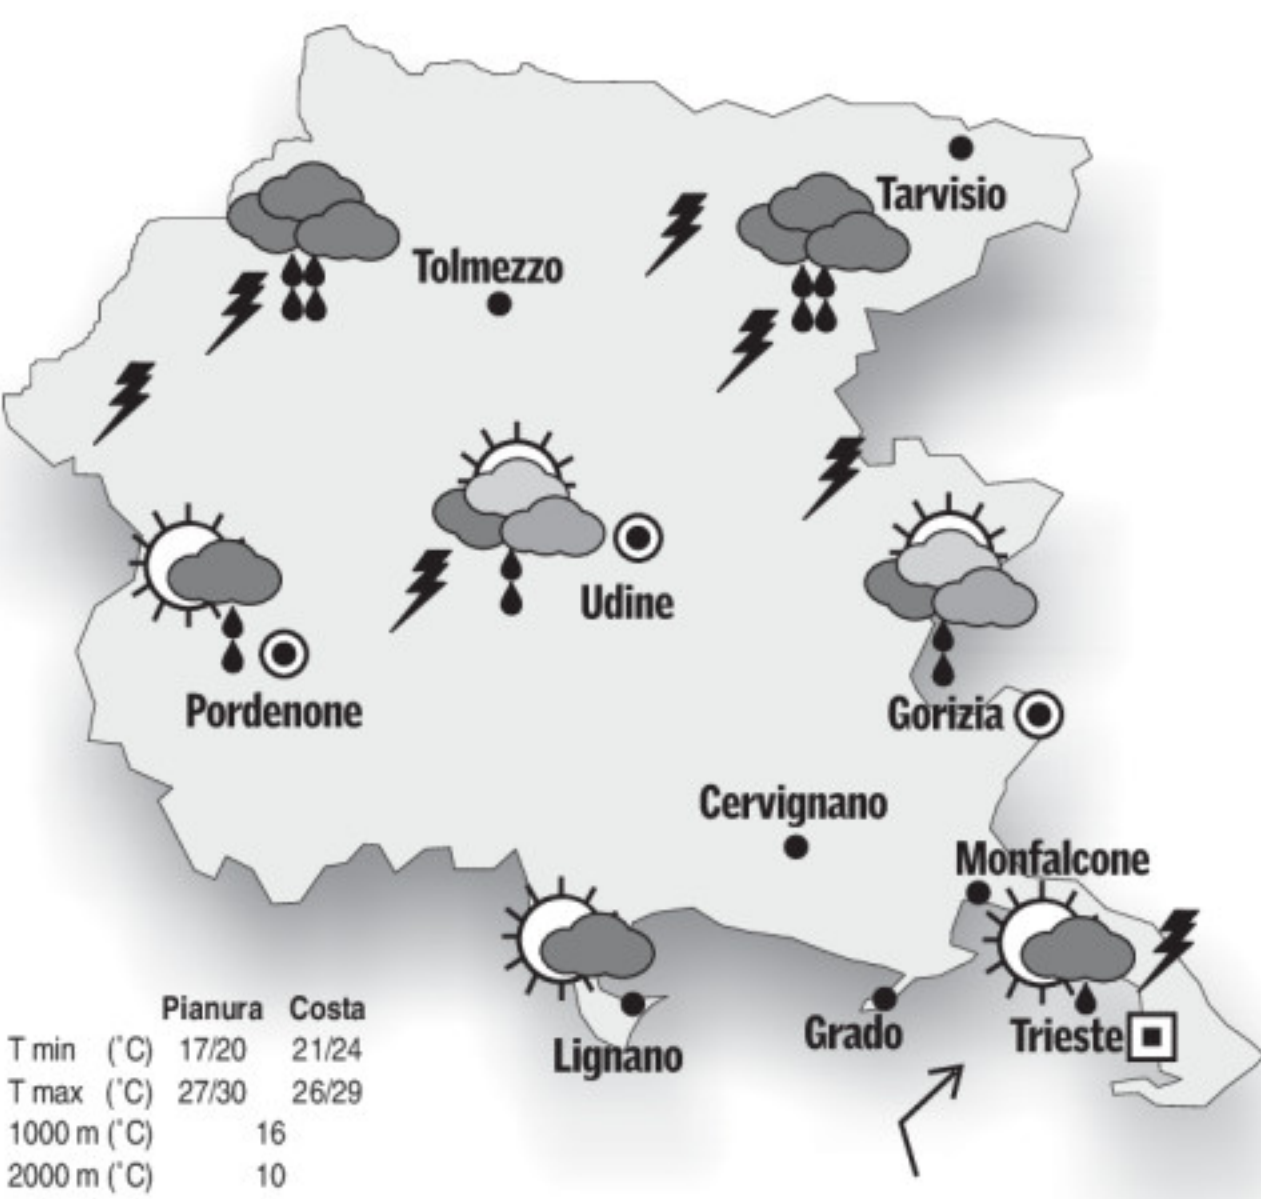 Tarvisio
Tolmezzo
Udine
Pordenone
Gorizia
Cervignano
Monfalcone
Grado
Trieste
Lignano
Pianura Costa
T min (°C) 17/20 21/24
T max (°C) 27/30 26/29
1000 m (°C) 16
2000 m (°C) 10